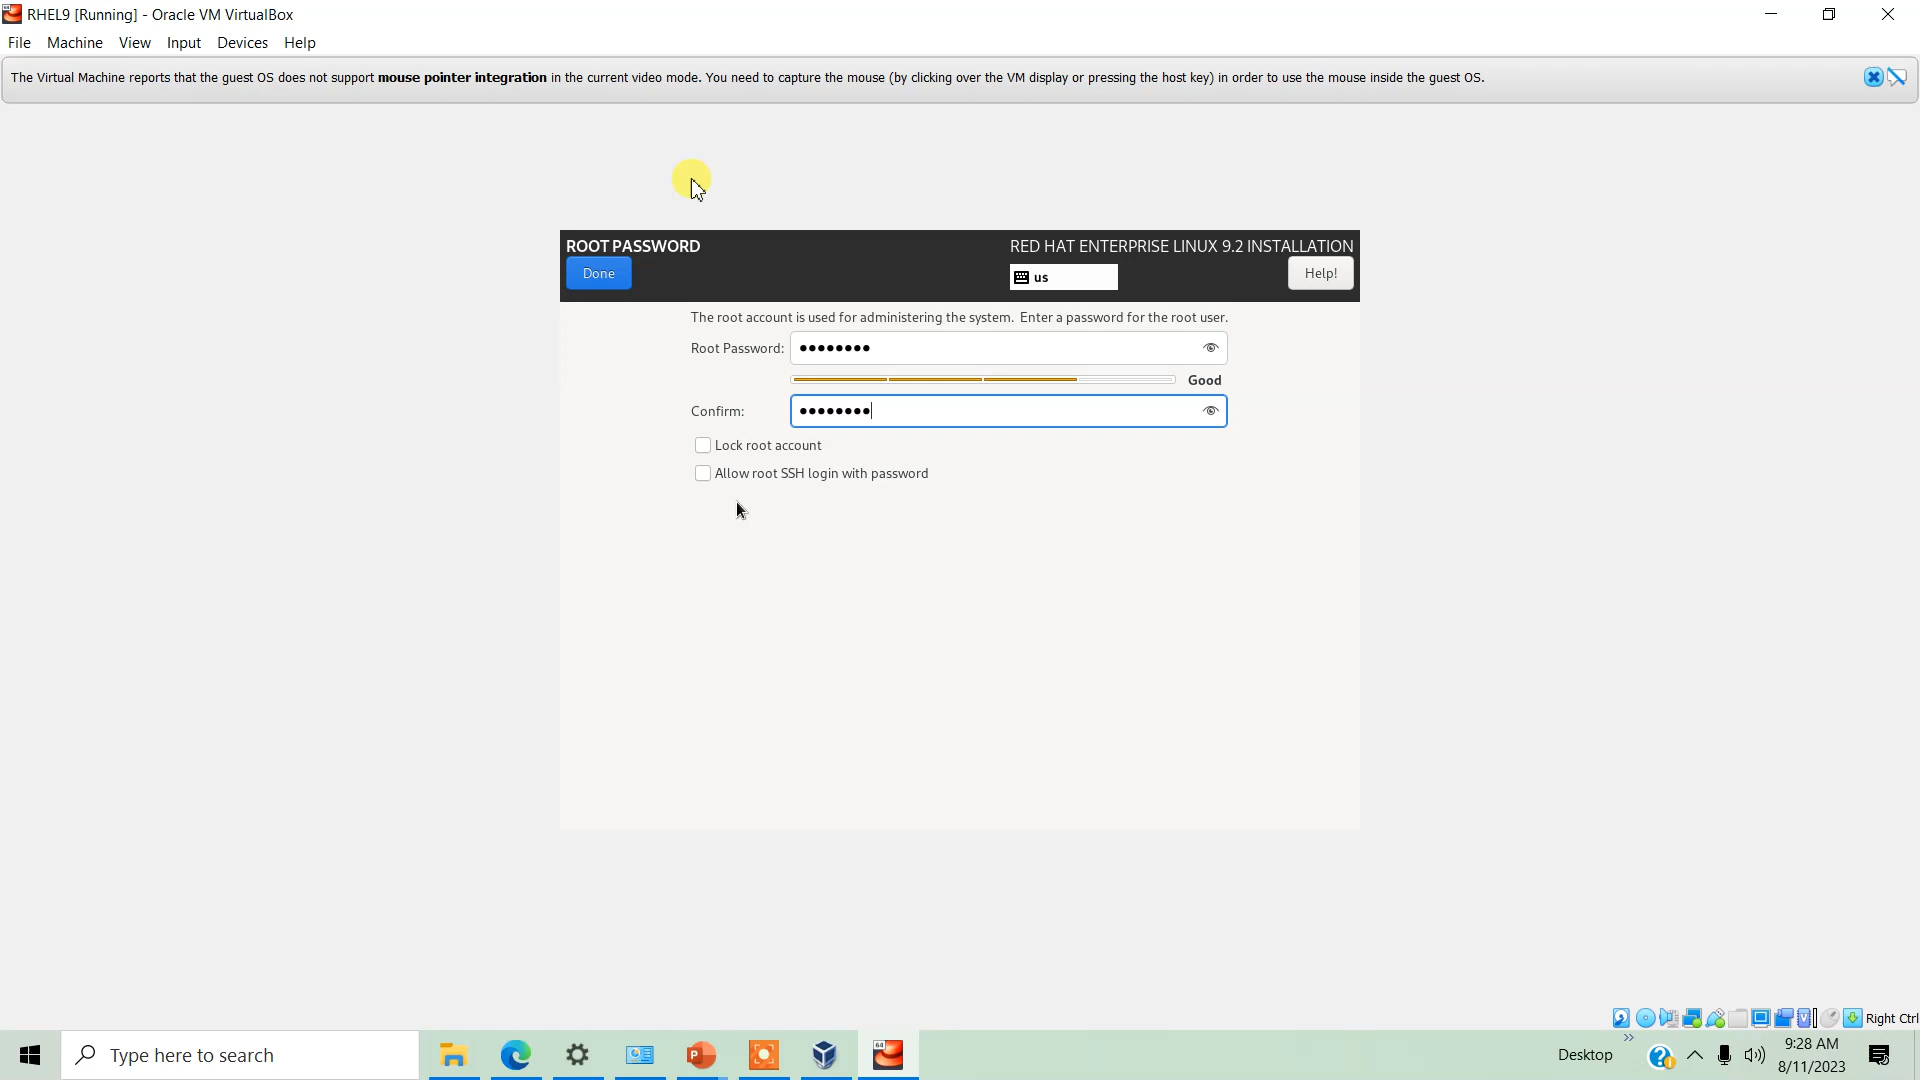 RHEL9 [Running] - Oracle VM VirtualBox
File Machine View Input Devices Help
The Virtual Machine reports that the guest OS does not support mouse pointer integration in the current video mode. You need to capture the mouse (by clicking over the VM display or pressing the host key) in order to use the mouse inside the guest OS.
ROOT PASSWORD
RED HAT ENTERPRISE LINUX 9.2 INSTALLATION
Done
us
Help!
The root account is used for administering the system. Enter a password for the root user.
Root Password: ●●●●●●●●
Good
Confirm: ●●●●●●●●
Lock root account
Allow root SSH login with password
Right Ctrl
Type here to search
Desktop
9:28 AM
8/11/2023